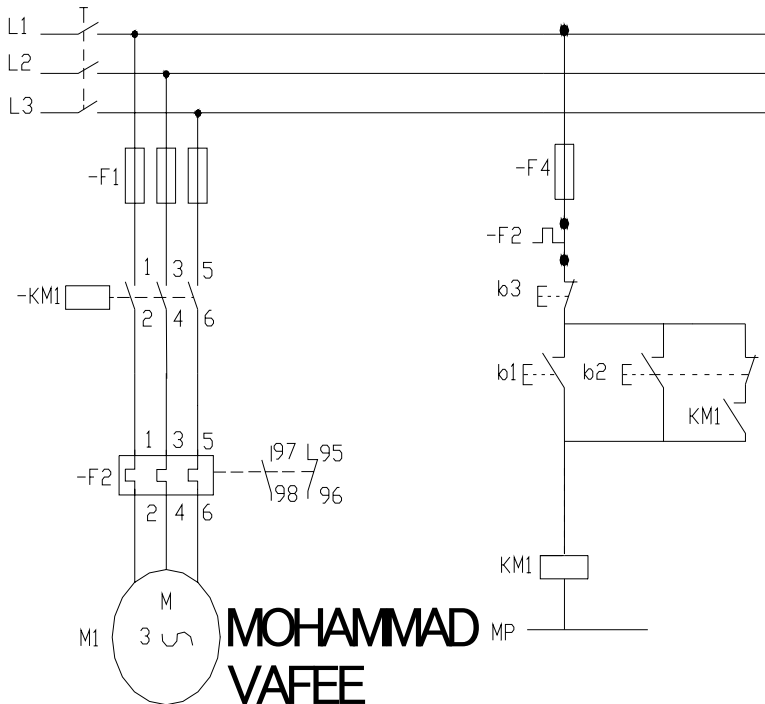 T
L1
L2
L3
-F1
-F4
-F2
1 3 5
b3
-KM1
2 4 6
b1 b2
KM1
1 3 5
97 95
-F2
98 96
2 4 6
KM1
M
M1 3
MOHAMMAD
MP
VAFEE